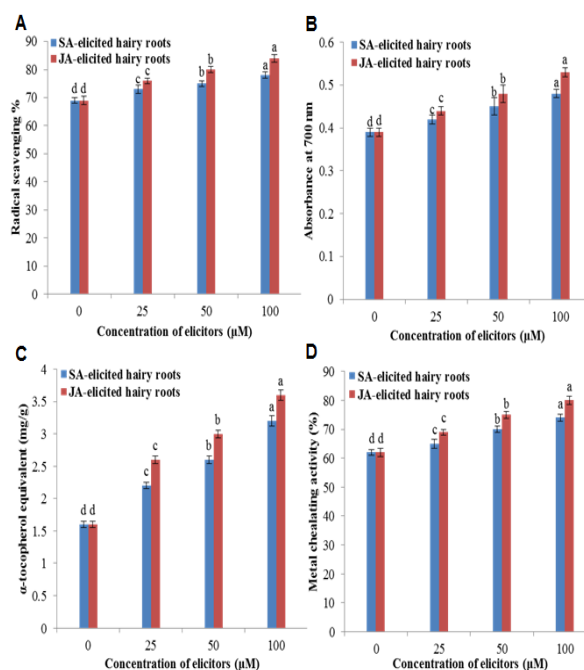 A
SA-elicited hairy roots
JA-elicited hairy roots
Radical scavenging %
90
80
70
60
50
40
30
20
10
0
d d
c c
b b
a a
0 25 50 100
Concentration of elicitors (µM)
B
SA-elicited hairy roots
JA-elicited hairy roots
Absorbance at 700 nm
0.6
0.5
0.4
0.3
0.2
0.1
0
d d
c c
b b
a a
0 25 50 100
Concentration of elicitors (µM)
C
SA-elicited hairy roots
JA-elicited hairy roots
α-tocopherol equivalent (mg/g)
4
3.5
3
2.5
2
1.5
1
0.5
0
d d
c c
b b
a a
0 25 50 100
Concentration of elicitors (µM)
D
SA-elicited hairy roots
JA-elicited hairy roots
Metal chealating activity (%)
90
80
70
60
50
40
30
20
10
0
d d
c c
b b
a a
0 25 50 100
Concentration of elicitors (µM)